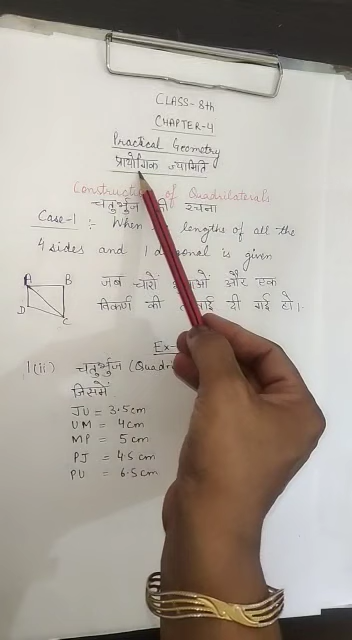 CLASS-8th
CHAPTER-4
Practical Geometry
प्रायोगिक ज्यामिति
Construction of Quadrilaterals
चतुर्भुज की रचना
Case-1 :- When lengths of all the
4 sides and 1 diagonal is given
जब चारों और एक
विकर्ण की दी गई हो।
A B
D C
Ex-
1(ii) चतुर्भुज (Quadri
जिसमें
JU = 3.5cm
UM = 4cm
MP = 5cm
PJ = 4.5cm
PU = 6.5cm